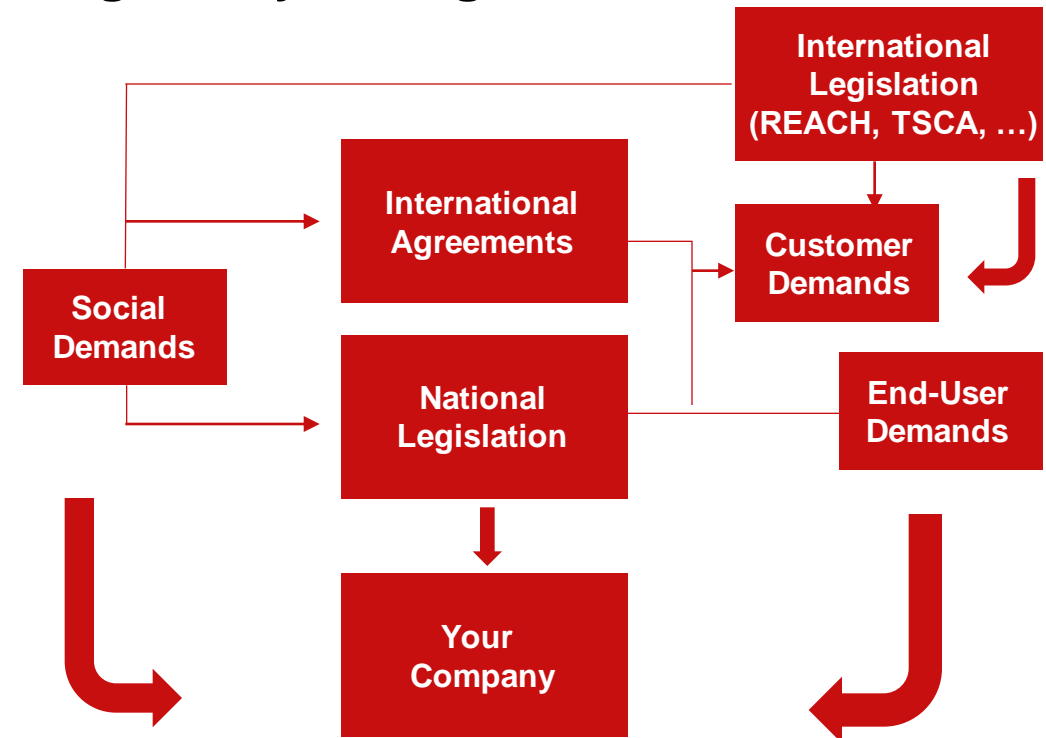 International
Legislation
(REACH, TSCA, …)
International
Agreements
Customer
Demands
Social
Demands
National
Legislation
End-User
Demands
Your
Company